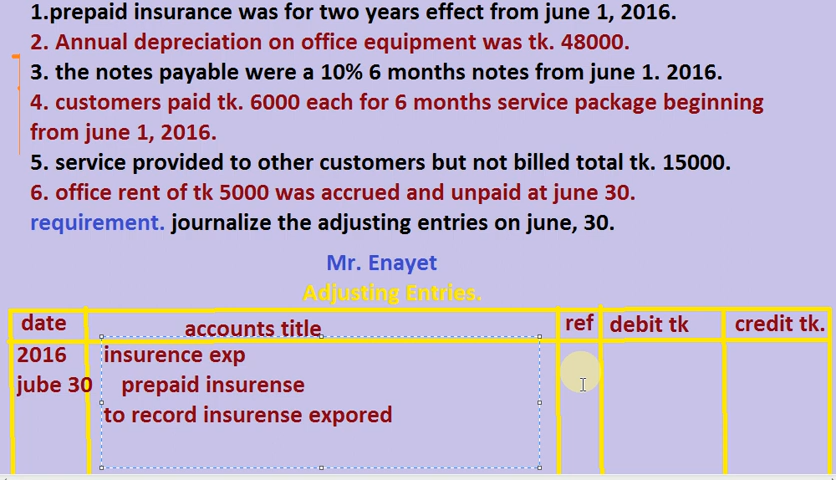 1.prepaid insurance was for two years effect from june 1, 2016.
2. Annual depreciation on office equipment was tk. 48000.
3. the notes payable were a 10% 6 months notes from june 1. 2016.
4. customers paid tk. 6000 each for 6 months service package beginning
from june 1, 2016.
5. service provided to other customers but not billed total tk. 15000.
6. office rent of tk 5000 was accrued and unpaid at june 30.
requirement. journalize the adjusting entries on june, 30.
Mr. Enayet
Adjusting Entries.
date accounts title ref debit tk credit tk.
2016 insurence exp
jube 30 prepaid insurense
to record insurense expored